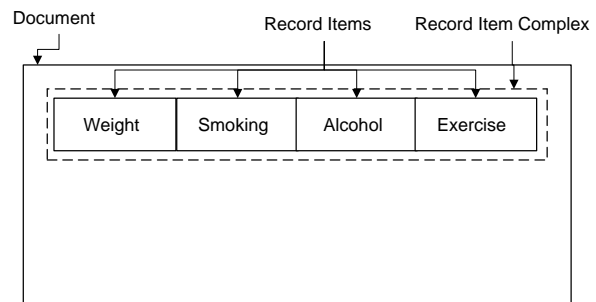 Document
Record Items
Record Item Complex
Weight
Smoking
Alcohol
Exercise